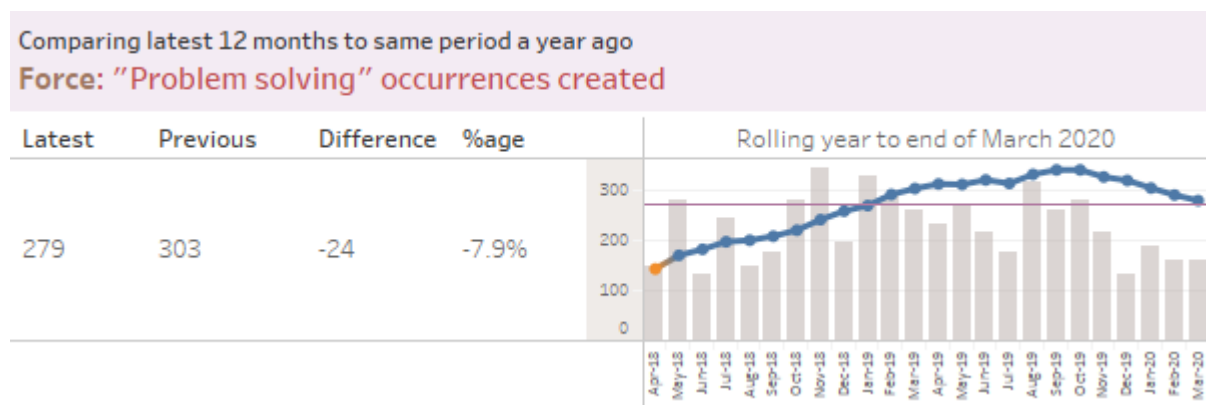 Comparing latest 12 months to same period a year ago
Force: "Problem solving" occurrences created
Latest Previous Difference %age Rolling year to end of March 2020
300
200
279 303 -24 -7.9%
100
0
Apr-18 May-18 Jun-18 Jul-18 Aug-18 Sep-18 Oct-18 Nov-18 Dec-18 Jan-19 Feb-19 Mar-19 Apr-19 May-19 Jun-19 Jul-19 Aug-19 Sep-19 Oct-19 Nov-19 Dec-19 Jan-20 Feb-20 Mar-20